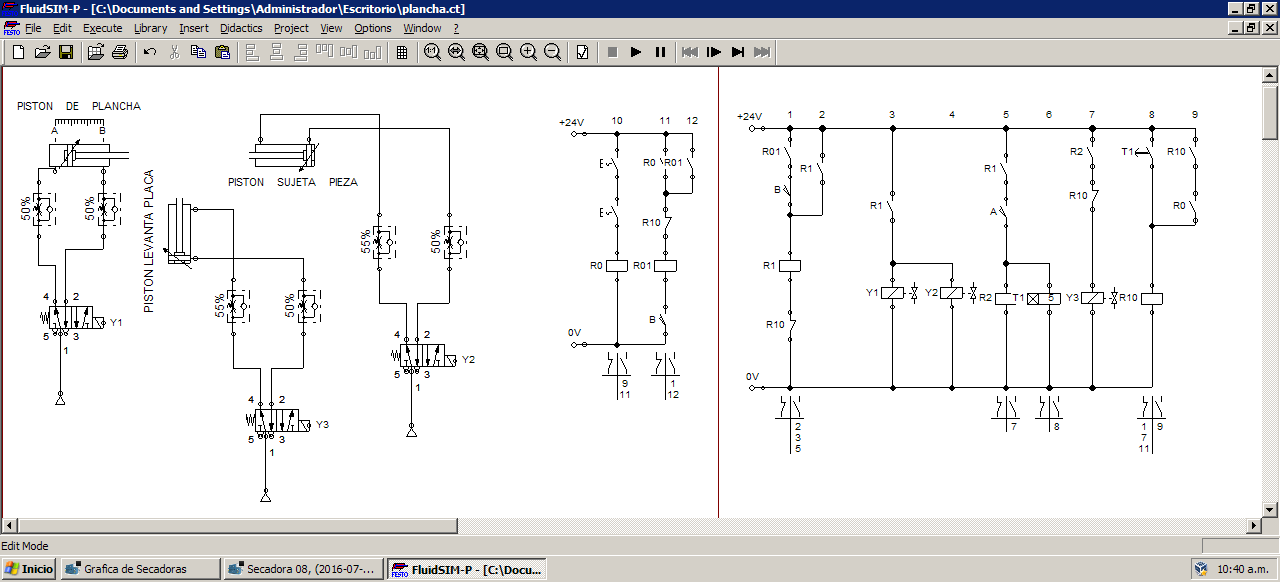 FluidSIM-P - [C:\Documents and Settings\Administrador\Escritorio\plancha.ct]
File Edit Execute Library Insert Didactics Project View Options Window ?
PISTON DE PLANCHA
A B
50% 50%
4 2
Y1
5 3
1
PISTON LEVANTA PLACA
55% 50%
4 2
Y3
5 3
1
PISTON SUJETA PIEZA
55% 50%
4 2
Y2
5 3
1
+24V 10 11 12
R0 R01
R10
R0 R01
B
0V
9 1
11 12
+24V 1 2 3 4 5 6 7 8 9
R01 R1 R1 R2 T1 R10
B R1 A R10 R0
R1
Y1 Y2 R2 T1 5 Y3 R10
R10
0V
2 7 8 1 9
3 7
5 11
Edit Mode
Inicio Grafica de Secadoras Secadora 08, (2016-07-... FluidSIM-P - [C:\Docu... 10:40 a.m.